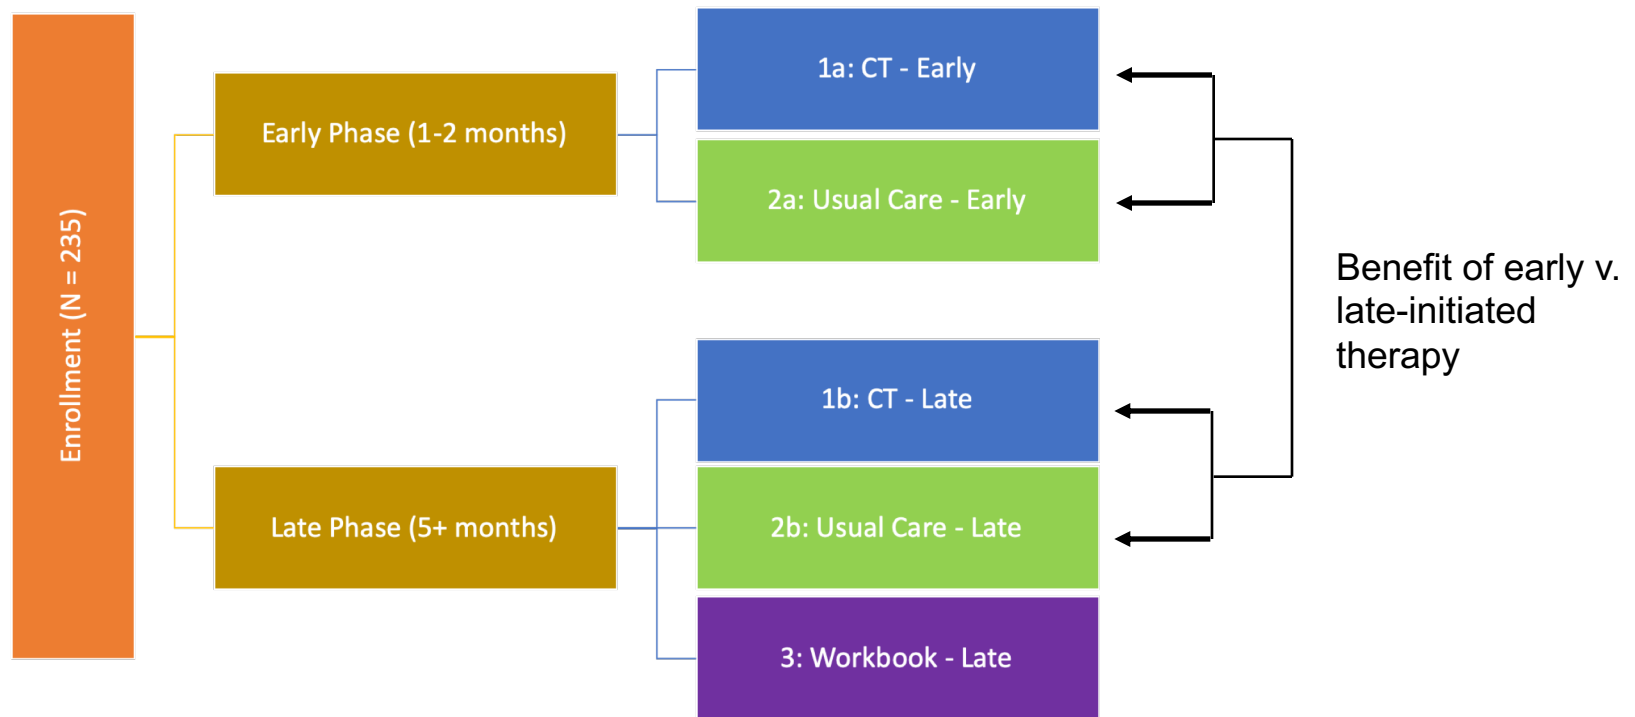 Enrollment (N = 235)
Early Phase (1-2 months)
Late Phase (5+ months)
1a: CT - Early
2a: Usual Care - Early
1b: CT - Late
2b: Usual Care - Late
3: Workbook - Late
Benefit of early v.
late-initiated
therapy